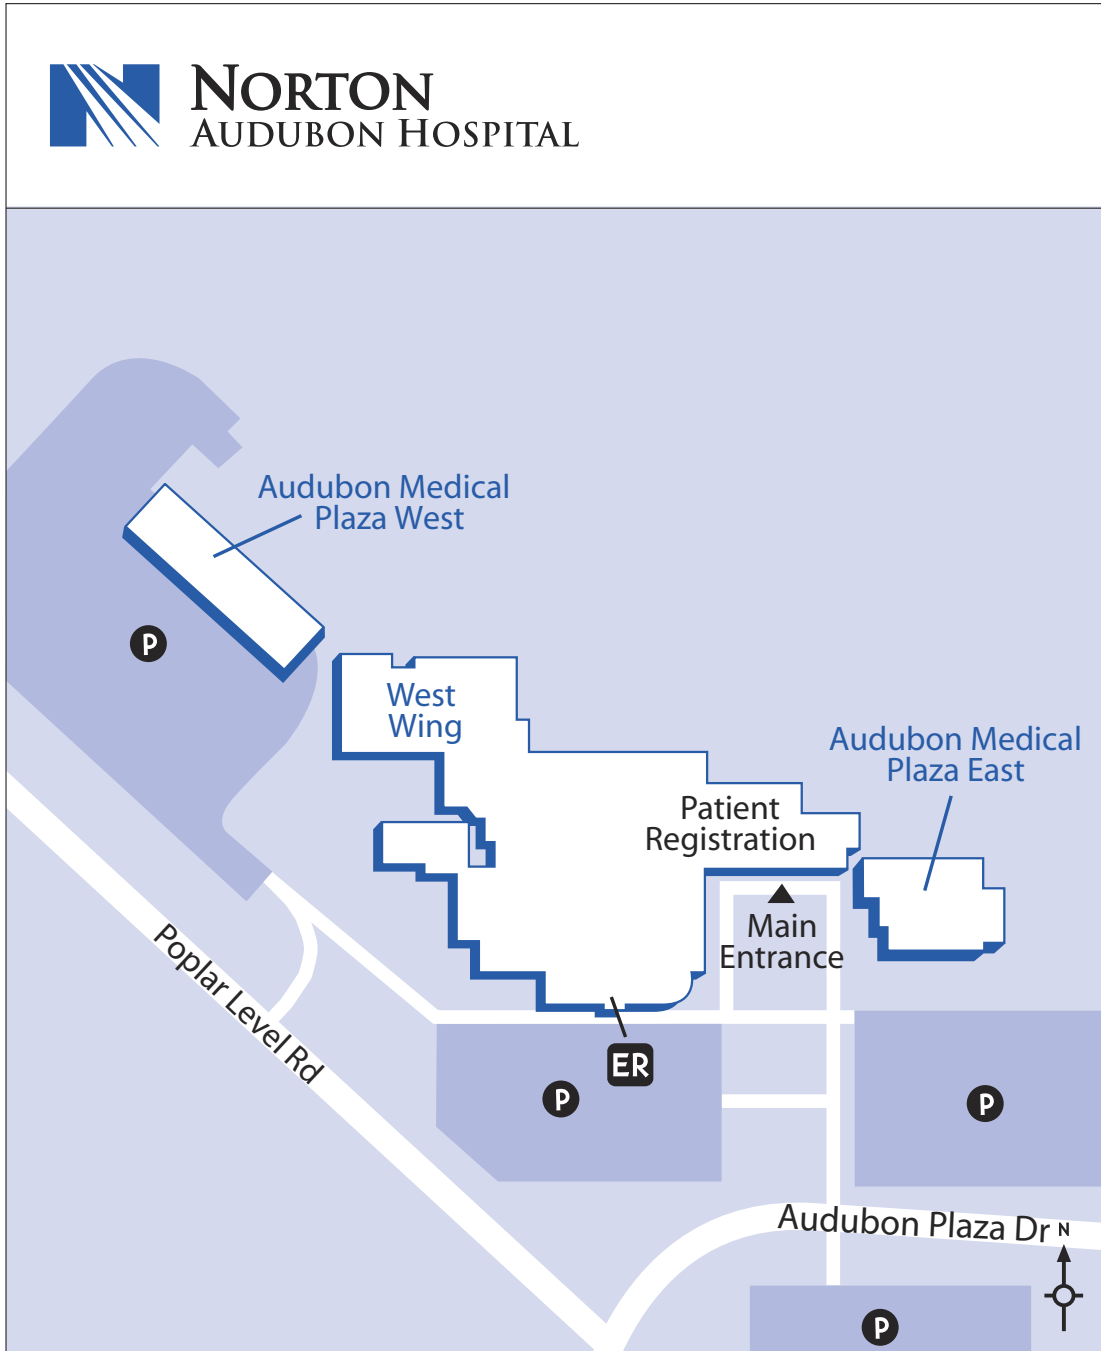 NORTON
AUDUBON HOSPITAL
Audubon Medical
Plaza West
P
West
Wing
Audubon Medical
Plaza East
Patient
Registration
Main
Entrance
Poplar Level Rd
ER
P
P
Audubon Plaza Dr
N
P